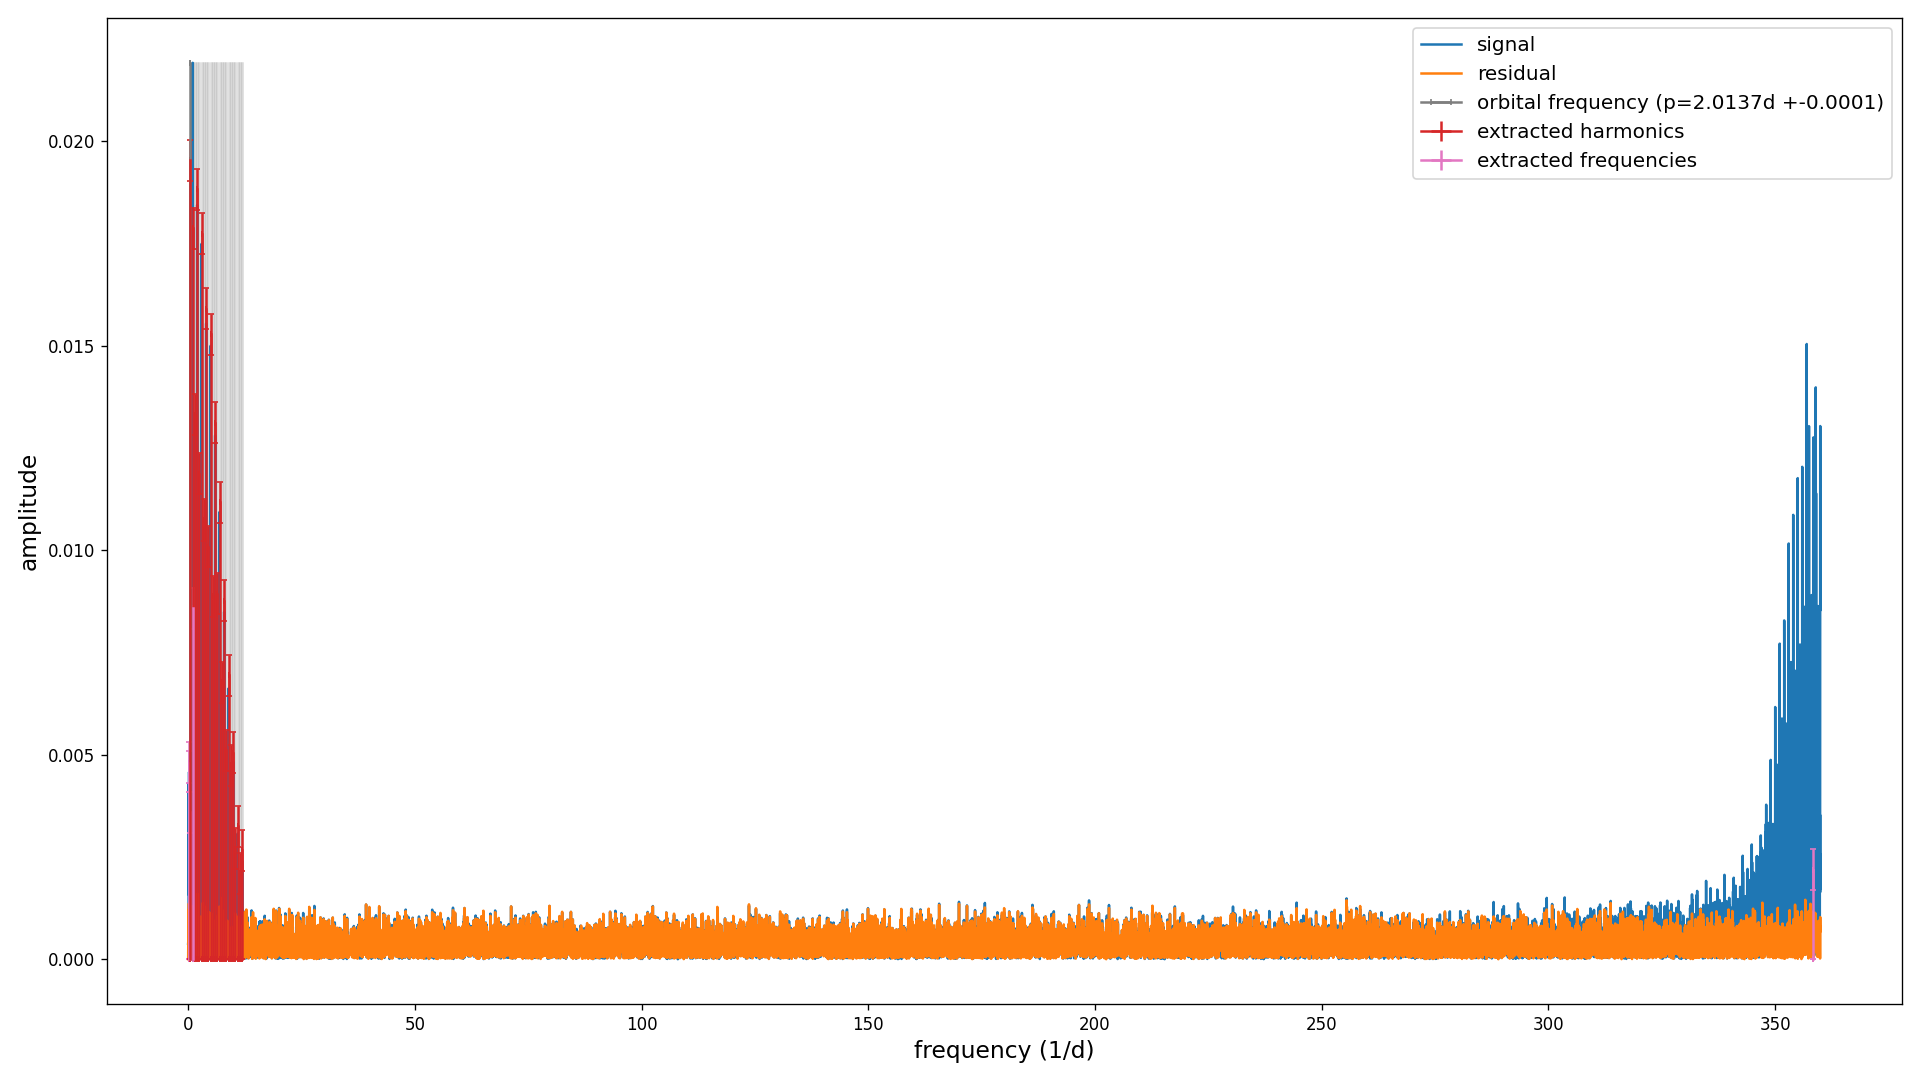 signal
residual
orbital frequency (p=2.0137d +-0.0001)
extracted harmonics
extracted frequencies
0.020
0.015
0.010
0.005
0.000
amplitude
0 50 100 150 200 250 300 350
frequency (1/d)